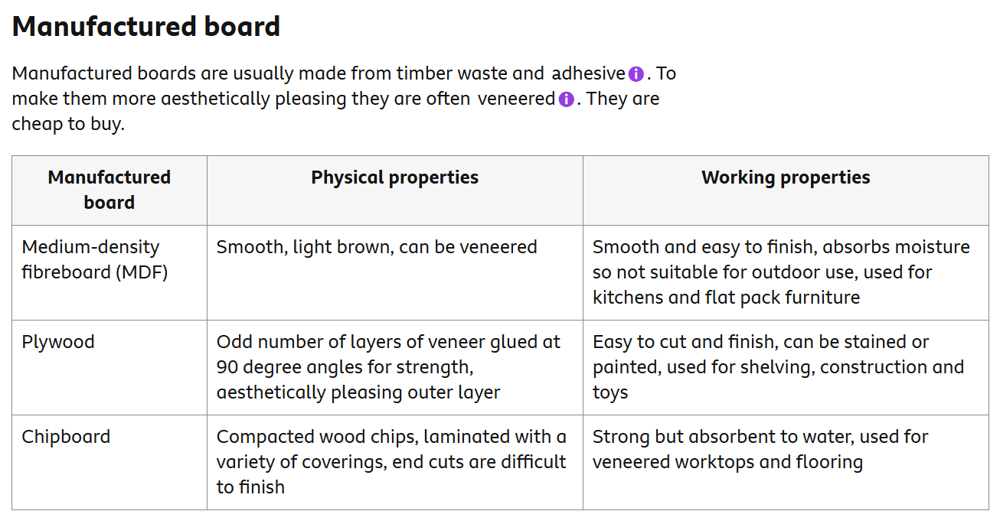 Manufactured board
Manufactured boards are usually made from timber waste and adhesive. To
make them more aesthetically pleasing they are often veneered. They are
cheap to buy.
Manufactured
board
Physical properties
Working properties
Medium-density
fibreboard (MDF)
Smooth, light brown, can be veneered
Smooth and easy to finish, absorbs moisture
so not suitable for outdoor use, used for
kitchens and flat pack furniture
Plywood
Odd number of layers of veneer glued at
90 degree angles for strength,
aesthetically pleasing outer layer
Easy to cut and finish, can be stained or
painted, used for shelving, construction and
toys
Chipboard
Compacted wood chips, laminated with a
variety of coverings, end cuts are difficult
to finish
Strong but absorbent to water, used for
veneered worktops and flooring